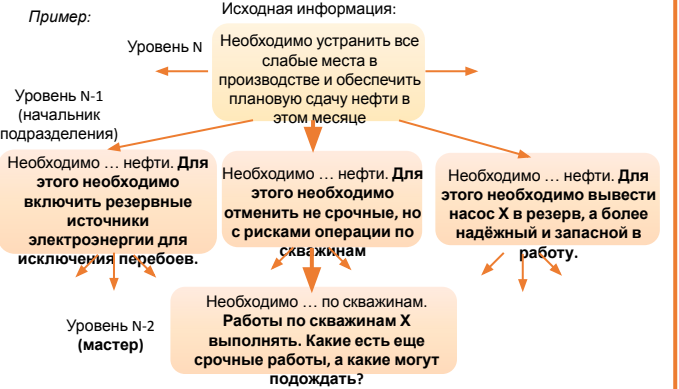 Пример:
Исходная информация:
Уровень N
Необходимо устранить все
слабые места в
производстве и обеспечить
плановую сдачу нефти в
этом месяце
Уровень N-1
(начальник
подразделения)
Необходимо … нефти. Для
этого необходимо
включить резервные
источники
электроэнергии для
исключения перебоев.
Необходимо … нефти. Для
этого необходимо
отменить не срочные, но
с рисками операции по
скважинам
Необходимо … нефти. Для
этого необходимо вывести
насос X в резерв, а более
надёжный и запасной в
работу.
Уровень N-2
(мастер)
Необходимо … по скважинам.
Работы по скважинам X
выполнять. Какие есть еще
срочные работы, а какие могут
подождать?